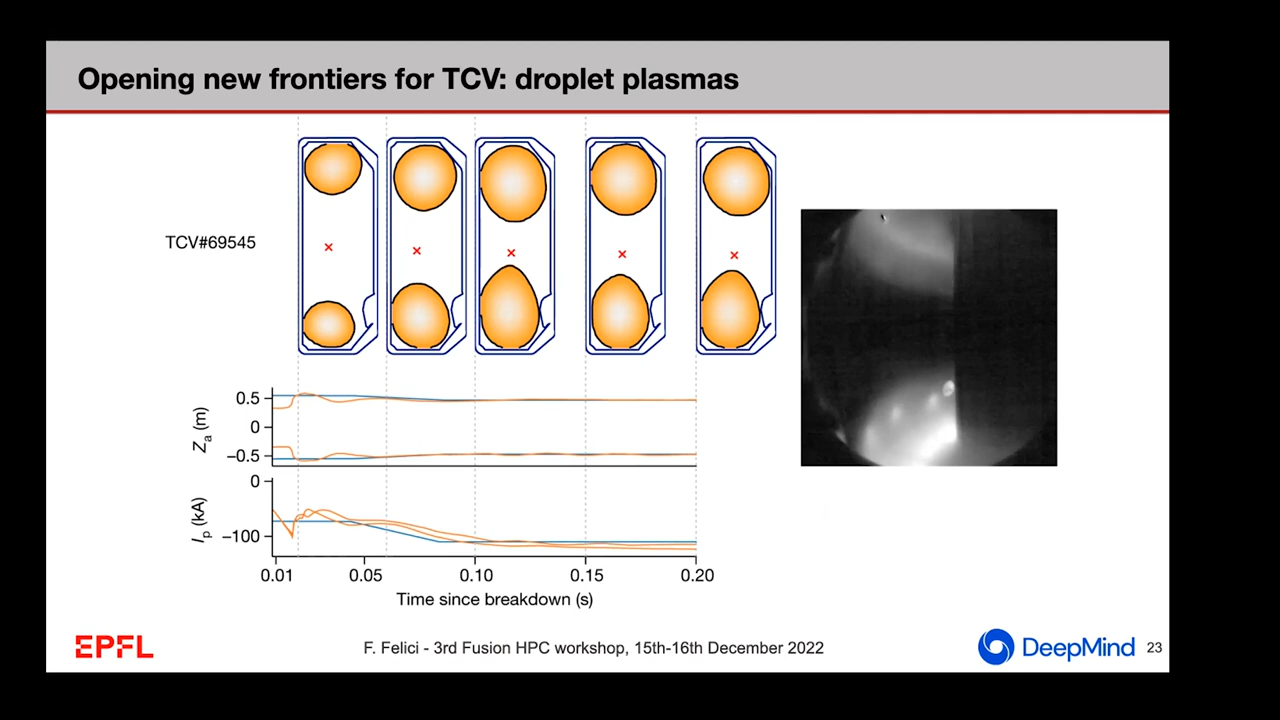 Opening new frontiers for TCV: droplet plasmas
TCV#69545
Zₐ (m)
0.5
0
−0.5
Iₚ (kA)
0
−100
0.01 0.05 0.10 0.15 0.20
Time since breakdown (s)
EPFL
F. Felici - 3rd Fusion HPC workshop, 15th-16th December 2022
DeepMind
23